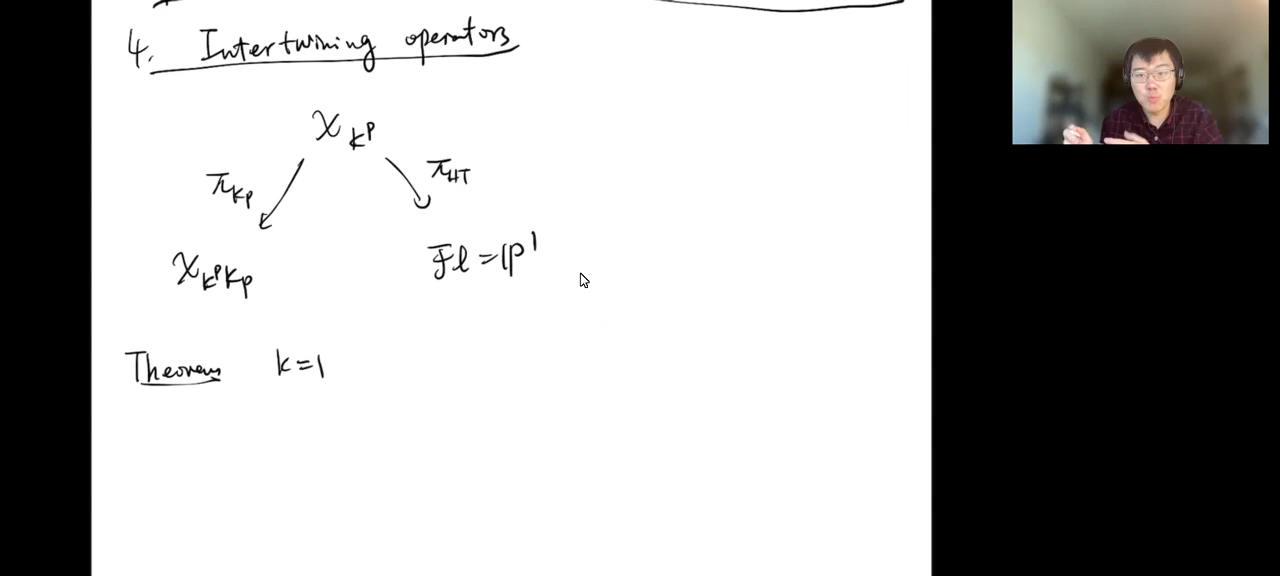 4. Intertwining operators
𝒳_{K^p}
π_{K_p}
π_{HT}
𝒳_{K^pK_p}
ℱℓ = ℙ^1
Theorem k=1